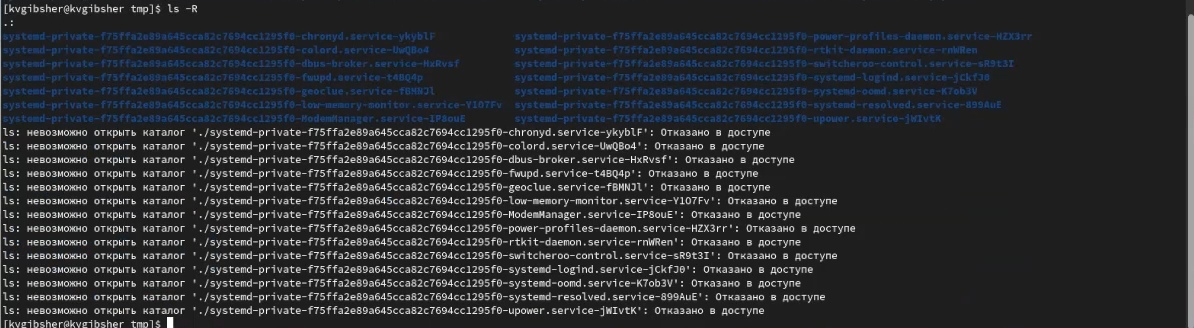 [kvgibsher@kvgibsher tmp]$ ls -R
.:
systemd-private-f75ffa2e89a645cca82c7694cc1295f0-chronyd.service-ykyblF systemd-private-f75ffa2e89a645cca82c7694cc1295f0-power-profiles-daemon.service-HZX3rr
systemd-private-f75ffa2e89a645cca82c7694cc1295f0-colord.service-UwQBo4 systemd-private-f75ffa2e89a645cca82c7694cc1295f0-rtkit-daemon.service-rnWRen
systemd-private-f75ffa2e89a645cca82c7694cc1295f0-dbus-broker.service-HxRvsf systemd-private-f75ffa2e89a645cca82c7694cc1295f0-switcheroo-control.service-sR9t3I
systemd-private-f75ffa2e89a645cca82c7694cc1295f0-fwupd.service-t4BQ4p systemd-private-f75ffa2e89a645cca82c7694cc1295f0-systemd-logind.service-jCkfJ0
systemd-private-f75ffa2e89a645cca82c7694cc1295f0-geoclue.service-fBMNJl systemd-private-f75ffa2e89a645cca82c7694cc1295f0-systemd-oomd.service-K7ob3V
systemd-private-f75ffa2e89a645cca82c7694cc1295f0-low-memory-monitor.service-Y1O7Fv systemd-private-f75ffa2e89a645cca82c7694cc1295f0-systemd-resolved.service-899AuE
systemd-private-f75ffa2e89a645cca82c7694cc1295f0-ModemManager.service-IP8ouE systemd-private-f75ffa2e89a645cca82c7694cc1295f0-upower.service-jWIvtK
ls: невозможно открыть каталог './systemd-private-f75ffa2e89a645cca82c7694cc1295f0-chronyd.service-ykyblF': Отказано в доступе
ls: невозможно открыть каталог './systemd-private-f75ffa2e89a645cca82c7694cc1295f0-colord.service-UwQBo4': Отказано в доступе
ls: невозможно открыть каталог './systemd-private-f75ffa2e89a645cca82c7694cc1295f0-dbus-broker.service-HxRvsf': Отказано в доступе
ls: невозможно открыть каталог './systemd-private-f75ffa2e89a645cca82c7694cc1295f0-fwupd.service-t4BQ4p': Отказано в доступе
ls: невозможно открыть каталог './systemd-private-f75ffa2e89a645cca82c7694cc1295f0-geoclue.service-fBMNJl': Отказано в доступе
ls: невозможно открыть каталог './systemd-private-f75ffa2e89a645cca82c7694cc1295f0-low-memory-monitor.service-Y1O7Fv': Отказано в доступе
ls: невозможно открыть каталог './systemd-private-f75ffa2e89a645cca82c7694cc1295f0-ModemManager.service-IP8ouE': Отказано в доступе
ls: невозможно открыть каталог './systemd-private-f75ffa2e89a645cca82c7694cc1295f0-power-profiles-daemon.service-HZX3rr': Отказано в доступе
ls: невозможно открыть каталог './systemd-private-f75ffa2e89a645cca82c7694cc1295f0-rtkit-daemon.service-rnWRen': Отказано в доступе
ls: невозможно открыть каталог './systemd-private-f75ffa2e89a645cca82c7694cc1295f0-switcheroo-control.service-sR9t3I': Отказано в доступе
ls: невозможно открыть каталог './systemd-private-f75ffa2e89a645cca82c7694cc1295f0-systemd-logind.service-jCkfJ0': Отказано в доступе
ls: невозможно открыть каталог './systemd-private-f75ffa2e89a645cca82c7694cc1295f0-systemd-oomd.service-K7ob3V': Отказано в доступе
ls: невозможно открыть каталог './systemd-private-f75ffa2e89a645cca82c7694cc1295f0-systemd-resolved.service-899AuE': Отказано в доступе
ls: невозможно открыть каталог './systemd-private-f75ffa2e89a645cca82c7694cc1295f0-upower.service-jWIvtK': Отказано в доступе
[kvgibsher@kvgibsher tmp]$